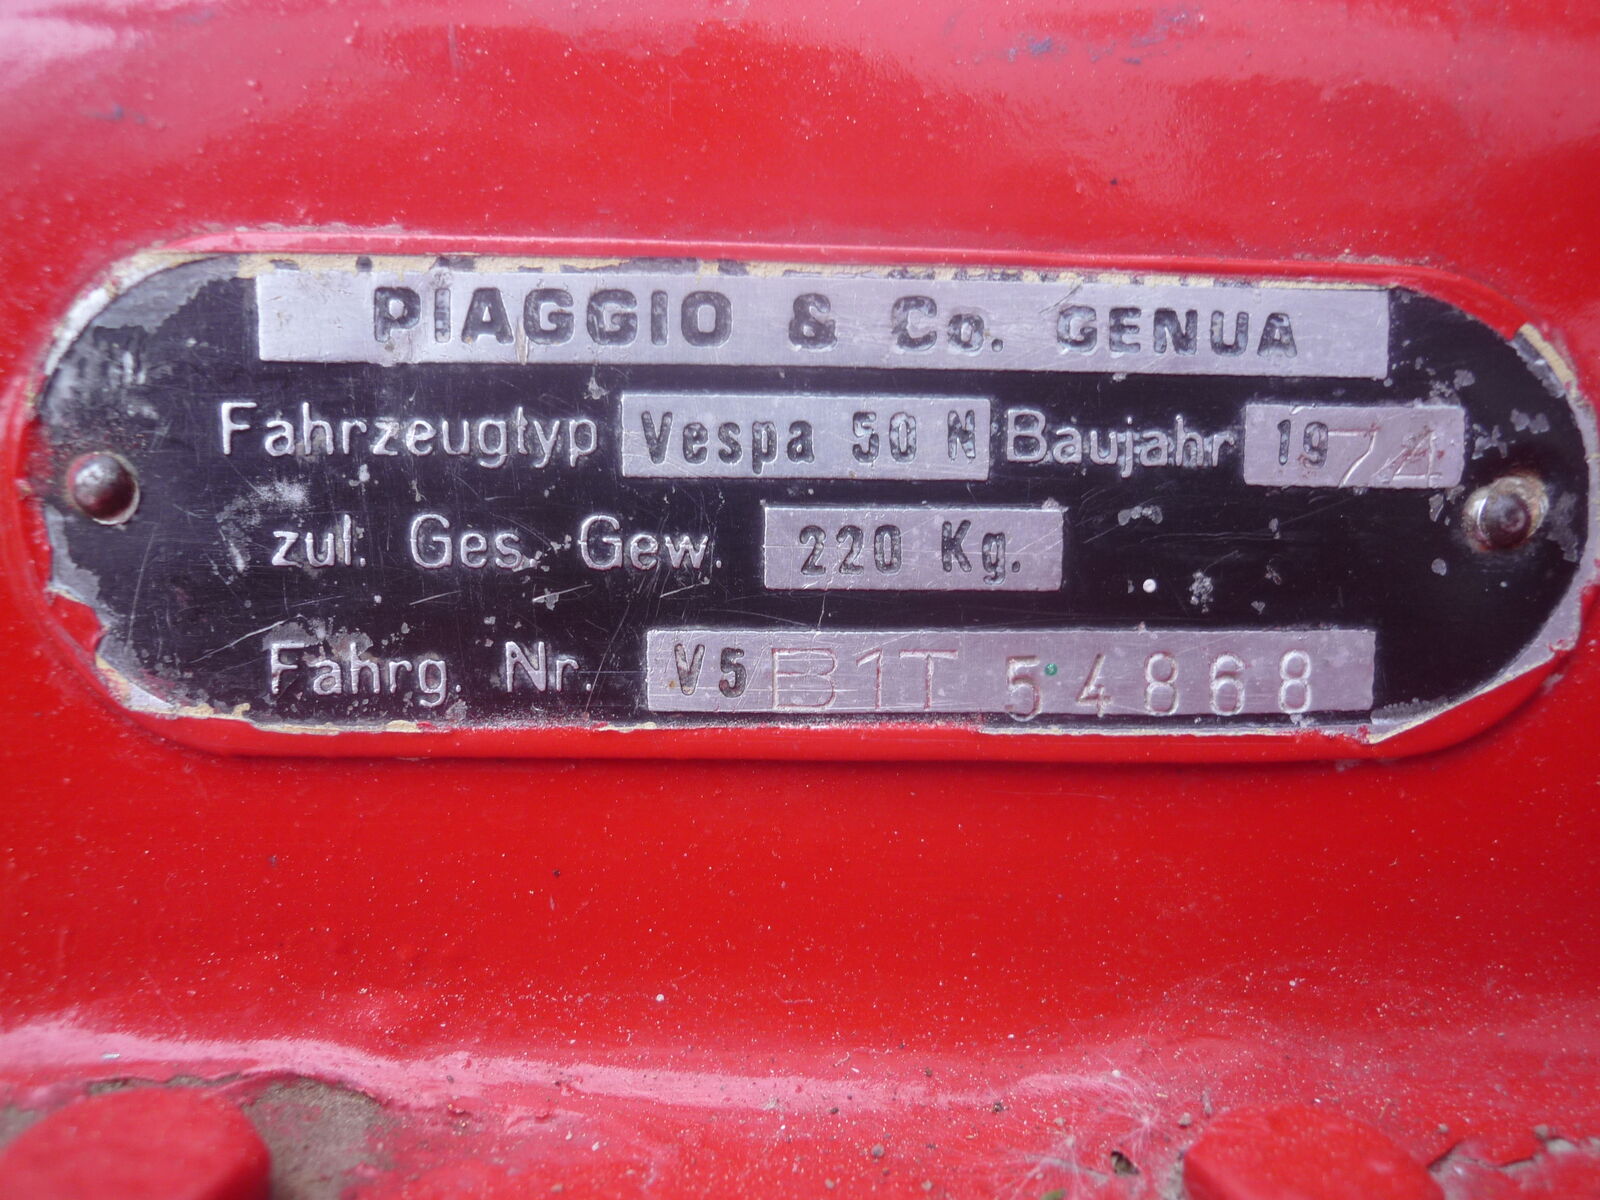 PIAGGIO & Co. GENUA
Fahrzeugtyp Vespa 50 N Baujahr 1974
zul. Ges. Gew. 220 Kg.
Fahrg. Nr. V5B1T 54868